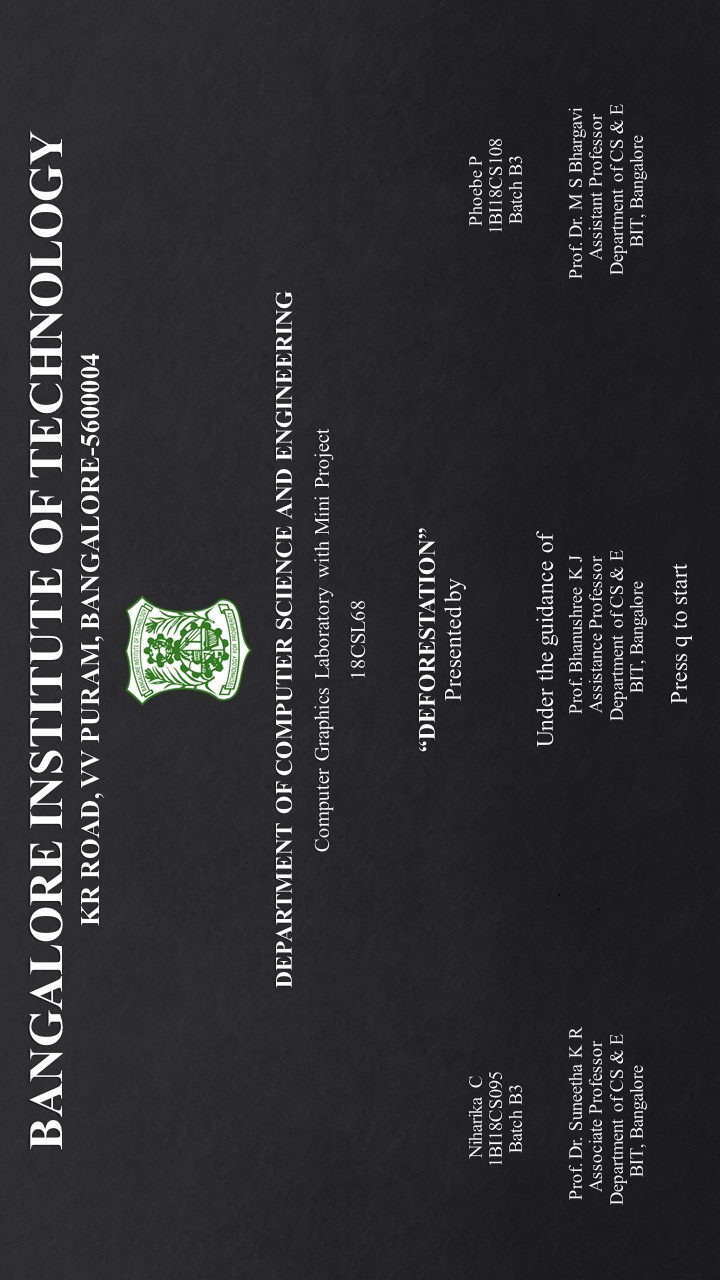 BANGALORE INSTITUTE OF TECHNOLOGY
KR ROAD, VV PURAM, BANGALORE-5600004
DEPARTMENT OF COMPUTER SCIENCE AND ENGINEERING
Computer Graphics Laboratory with Mini Project
18CSL68
“DEFORESTATION”
Presented by
Niharika C
1BI18CS095
Batch B3
Phoebe P
1BI18CS108
Batch B3
Under the guidance of
Prof. Dr. Suneetha K R
Associate Professor
Department of CS & E
BIT, Bangalore
Prof. Bhanushree K J
Assistance Professor
Department of CS & E
BIT, Bangalore
Prof. Dr. M S Bhargavi
Assistant Professor
Department of CS & E
BIT, Bangalore
Press q to start